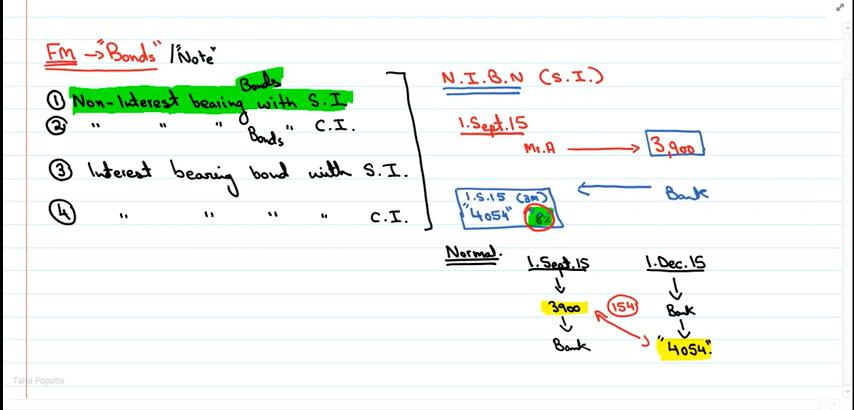 FM → "Bonds" / "Note"
① Non-Interest bearing Bonds with S.I.
② " " " Bonds " C.I.
③ Interest bearing bond with S.I.
④ " " " " C.I.
N.I.B.N (S.I.)
1.Sept.15
Mr.A → 3,900
← Bank
1.S.15 (3m)
"4054" "8%"
Normal.
1.Sept.15 1.Dec.15
3900 154 Bank
Bank "4054".
Taha Popatia